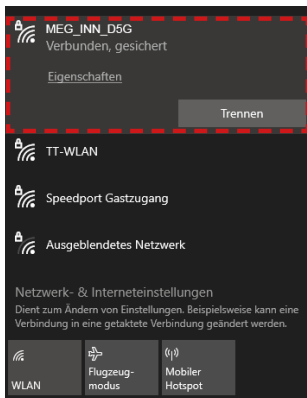 MEG_INN_D5G
Verbunden, gesichert
Eigenschaften
Trennen
TT-WLAN
Speedport Gastzugang
Ausgeblendetes Netzwerk
Netzwerk- & Interneteinstellungen
Dient zum Ändern von Einstellungen. Beispielsweise kann eine
Verbindung in eine getaktete Verbindung geändert werden.
WLAN
Flugzeug-
modus
Mobiler
Hotspot